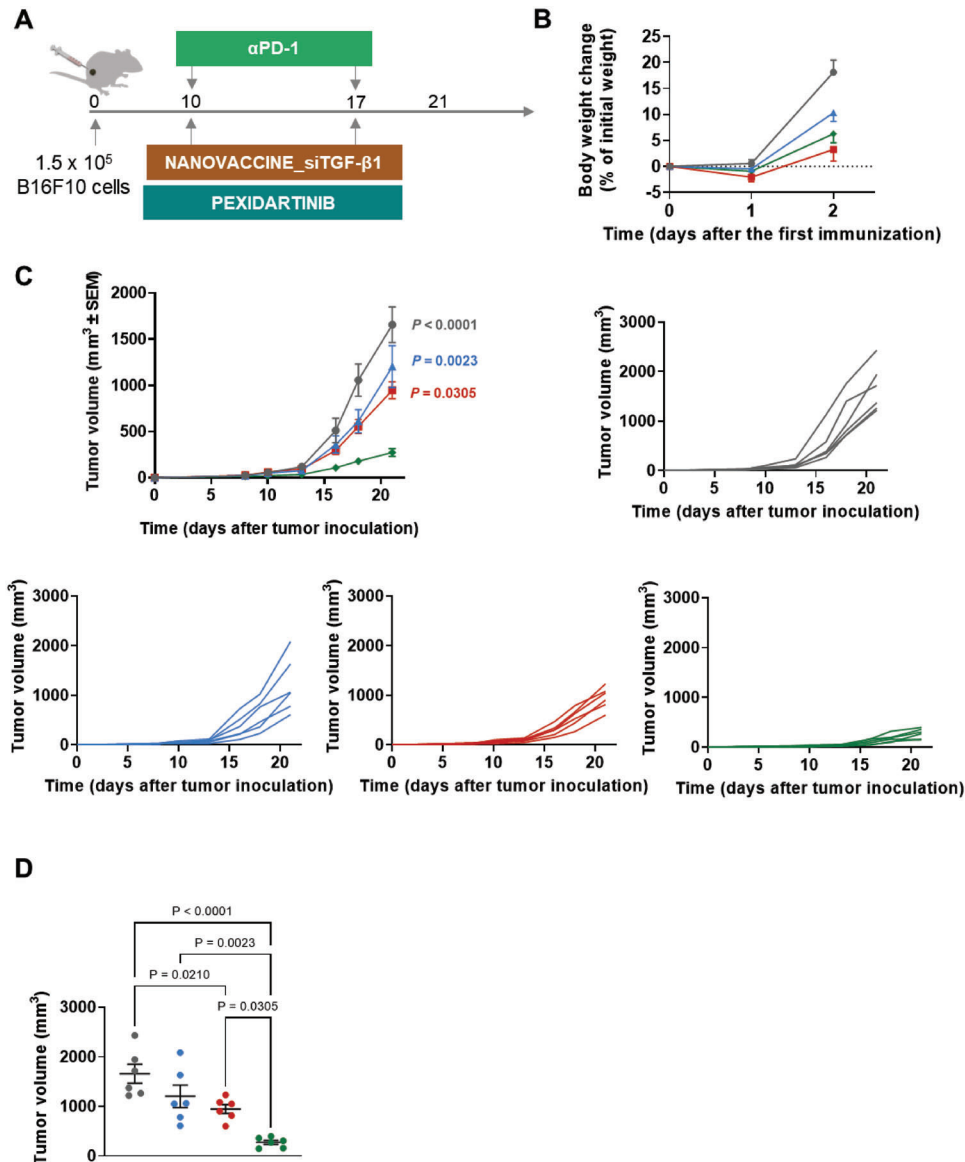 A
αPD-1
0
10
17
21
1.5 x 10⁵
B16F10 cells
NANOVACCINE_siTGF-β1
PEXIDARTINIB
B
Body weight change
(% of initial weight)
25
20
15
10
5
0
-5
0
1
2
Time (days after the first immunization)
C
Tumor volume (mm³ ± SEM)
2000
1500
1000
500
0
0
5
10
15
20
Time (days after tumor inoculation)
P < 0.0001
P = 0.0023
P = 0.0305
Tumor volume (mm³)
3000
2000
1000
0
0
5
10
15
20
Time (days after tumor inoculation)
Tumor volume (mm³)
3000
2000
1000
0
0
5
10
15
20
Time (days after tumor inoculation)
Tumor volume (mm³)
3000
2000
1000
0
0
5
10
15
20
Time (days after tumor inoculation)
Tumor volume (mm³)
3000
2000
1000
0
0
5
10
15
20
Time (days after tumor inoculation)
D
P < 0.0001
P = 0.0023
P = 0.0210
P = 0.0305
Tumor volume (mm³)
3000
2000
1000
0